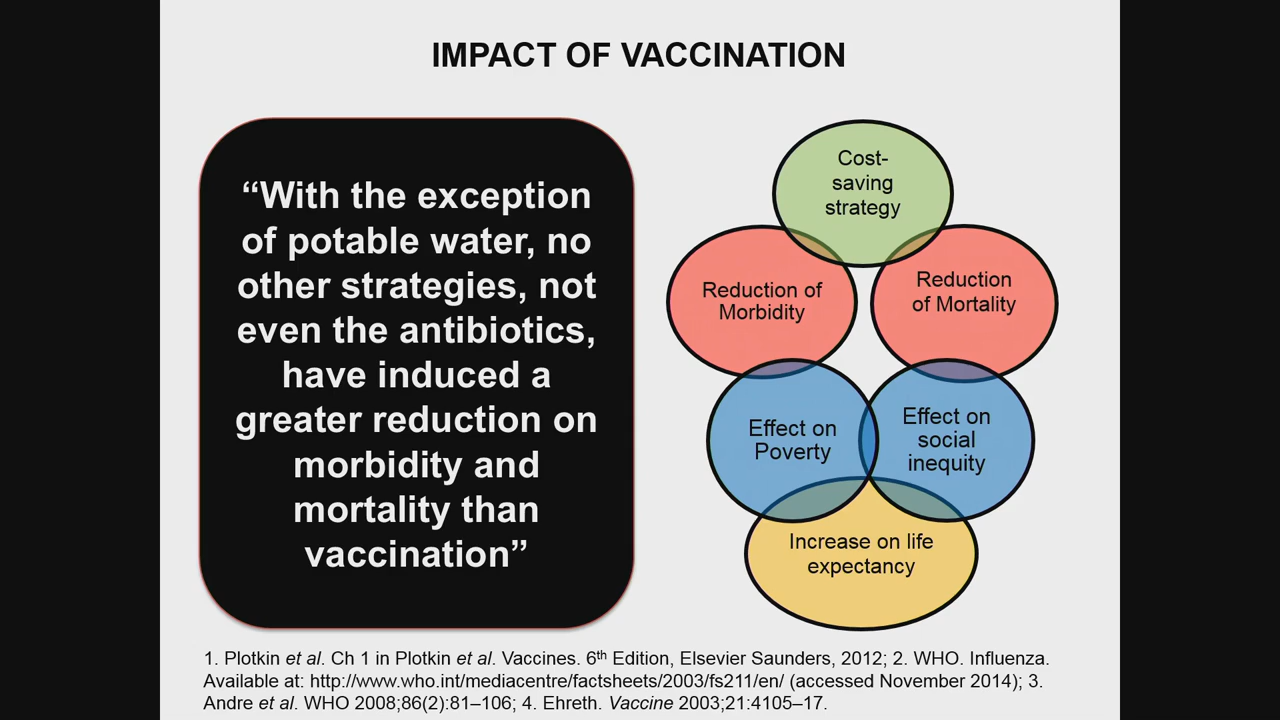 IMPACT OF VACCINATION
“With the exception
of potable water, no
other strategies, not
even the antibiotics,
have induced a
greater reduction on
morbidity and
mortality than
vaccination”
Cost-
saving
strategy
Reduction of
Morbidity
Reduction
of Mortality
Effect on
Poverty
Effect on
social
inequity
Increase on life
expectancy
1. Plotkin et al. Ch 1 in Plotkin et al. Vaccines. 6th Edition, Elsevier Saunders, 2012; 2. WHO. Influenza.
Available at: http://www.who.int/mediacentre/factsheets/2003/fs211/en/ (accessed November 2014); 3.
Andre et al. WHO 2008;86(2):81–106; 4. Ehreth. Vaccine 2003;21:4105–17.